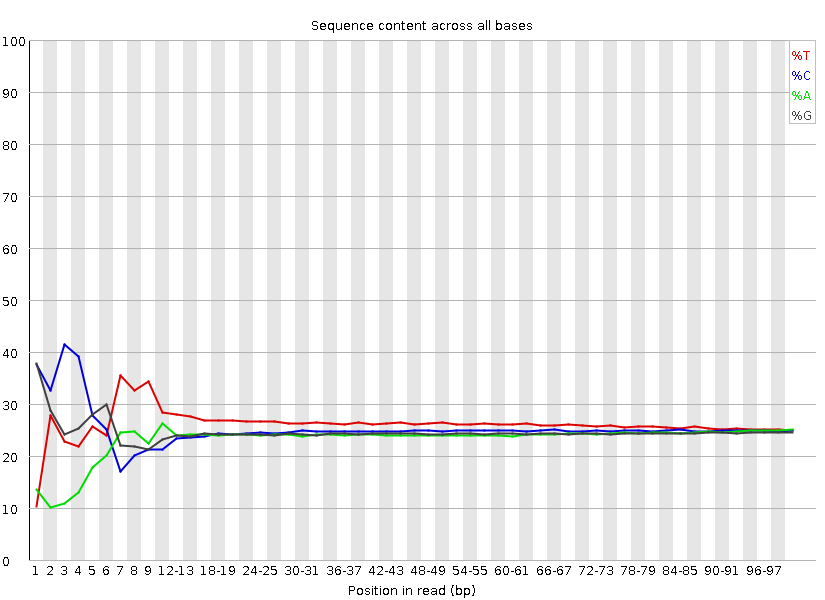 Sequence content across all bases
100
90
80
70
60
50
40
30
20
10
0
%T
%C
%A
%G
1 2 3 4 5 6 7 8 9 12-13 18-19 24-25 30-31 36-37 42-43 48-49 54-55 60-61 66-67 72-73 78-79 84-85 90-91 96-97
Position in read (bp)